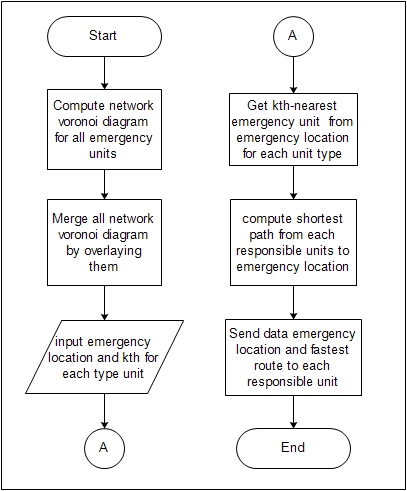 Start
Compute network
voronoi diagram
for all emergency
units
Merge all network
voronoi diagram
by overlaying
them
input emergency
location and kth for
each type unit
A
A
Get kth-nearest
emergency unit from
emergency location
for each unit type
compute shortest
path from each
responsible units to
emergency location
Send data emergency
location and fastest
route to each
responsible unit
End